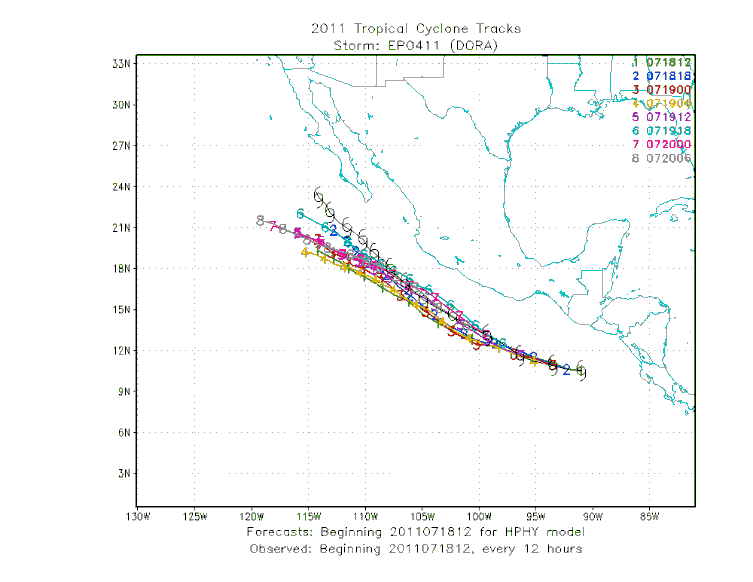 2011 Tropical Cyclone Tracks
Storm: EP0411 (DORA)
33N
30N
27N
24N
21N
18N
15N
12N
9N
6N
3N
1 071812
2 071818
3 071900
4 071906
5 071912
6 071918
7 072000
8 072006
130W 125W 120W 115W 110W 105W 100W 95W 90W 85W
Forecasts: Beginning 2011071812 for HPHY model
Observed: Beginning 2011071812, every 12 hours